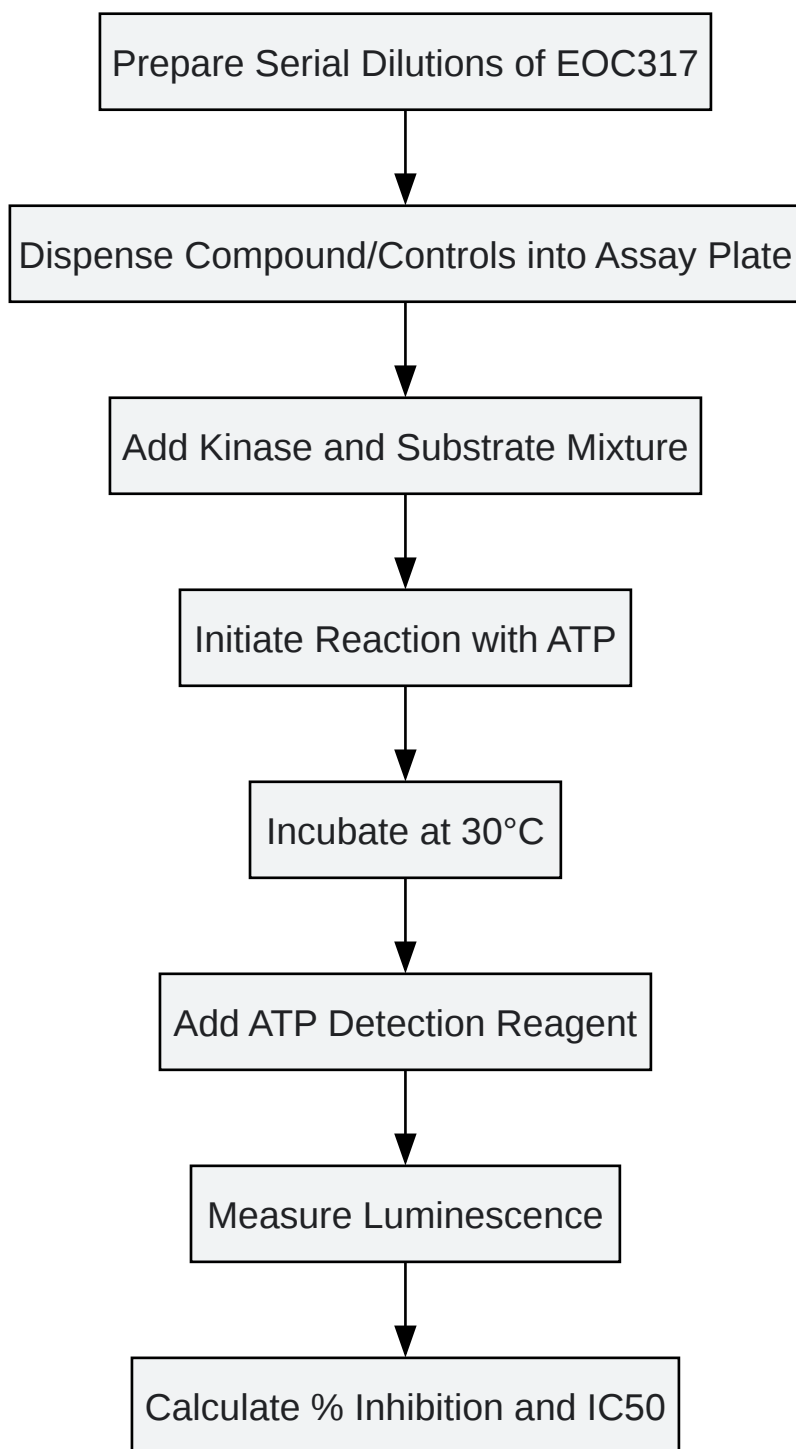 Prepare Serial Dilutions of EOC317
Dispense Compound/Controls into Assay Plate
Add Kinase and Substrate Mixture
Initiate Reaction with ATP
Incubate at 30°C
Add ATP Detection Reagent
Measure Luminescence
Calculate % Inhibition and IC50